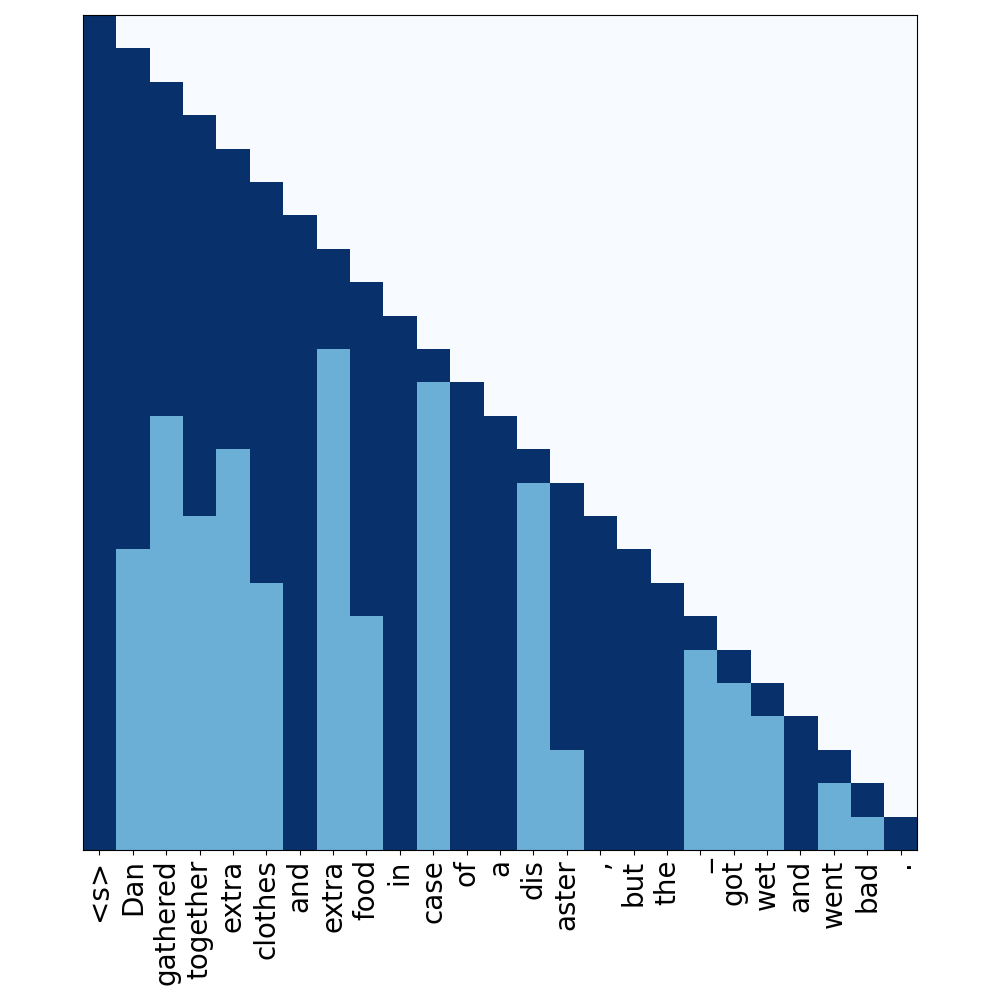 <s> Dan gathered together extra clothes and extra food in case of a dis aster , but the _ got wet and went bad .